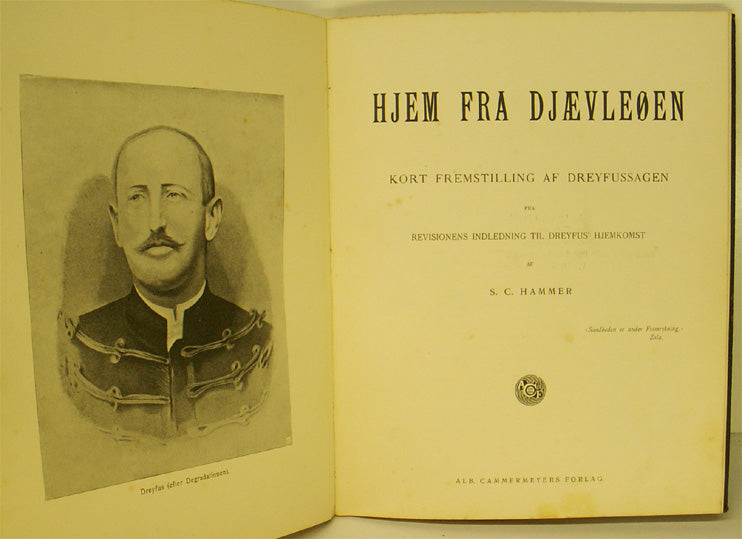 Dreyfus (efter Degradationen).
HJEM FRA DJÆVLEØEN
KORT FREMSTILLING AF DREYFUSSAGEN
FRA
REVISIONENS INDLEDNING TIL DREYFUS' HJEMKOMST
AF
S. C. HAMMER
«Sandheden er under Fremrykning.»
Zola.
ALB. CAMMERMEYERS FORLAG